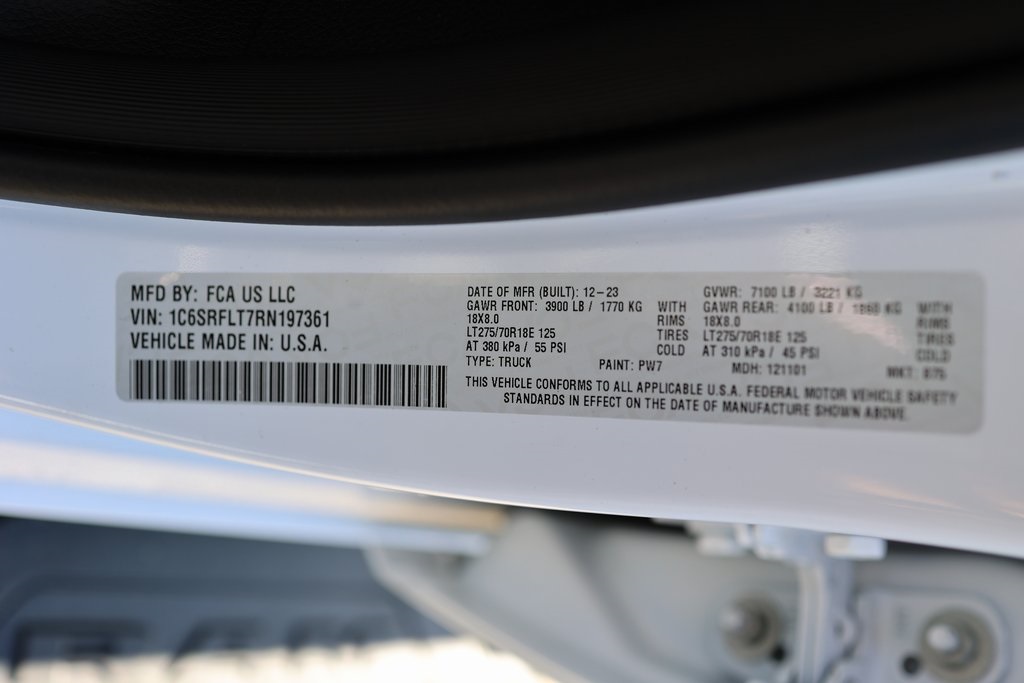 MFD BY: FCA US LLC
VIN: 1C6SRFLT7RN197361
VEHICLE MADE IN: U.S.A.
DATE OF MFR (BUILT): 12-23
GAWR FRONT: 3900 LB / 1770 KG WITH
18X8.0 RIMS
LT275/70R18E 125 TIRES
AT 380 kPa / 55 PSI COLD
GVWR: 7100 LB / 3221 KG
GAWR REAR: 4100 LB / 1860 KG WITH
18X8.0 RIMS
LT275/70R18E 125 TIRES
AT 310 kPa / 45 PSI COLD
TYPE: TRUCK PAINT: PW7 MDH: 121101 MKT:
THIS VEHICLE CONFORMS TO ALL APPLICABLE U.S.A. FEDERAL MOTOR VEHICLE SAFETY
STANDARDS IN EFFECT ON THE DATE OF MANUFACTURE SHOWN ABOVE.